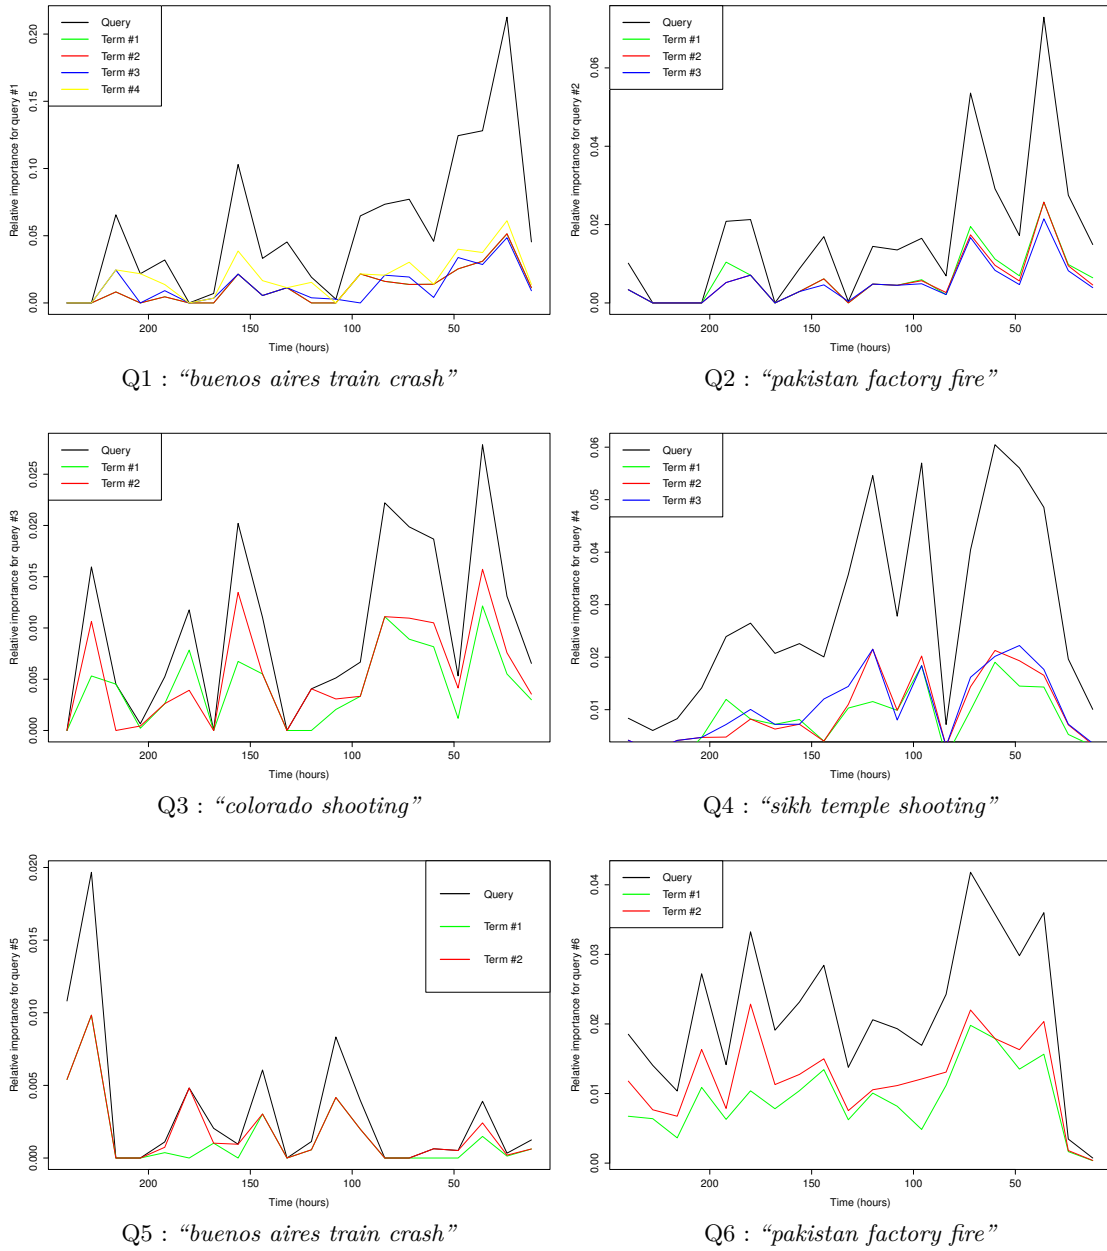 Relative importance for query #1
0.00 0.05 0.10 0.15 0.20
Query
Term #1
Term #2
Term #3
Term #4
200 150 100 50
Time (hours)
Q1 : “buenos aires train crash”
Relative importance for query #2
0.00 0.02 0.04 0.06
Query
Term #1
Term #2
Term #3
200 150 100 50
Time (hours)
Q2 : “pakistan factory fire”
Relative importance for query #3
0.000 0.005 0.010 0.015 0.020 0.025
Query
Term #1
Term #2
200 150 100 50
Time (hours)
Q3 : “colorado shooting”
Relative importance for query #4
0.01 0.02 0.03 0.04 0.05 0.06
Query
Term #1
Term #2
Term #3
200 150 100 50
Time (hours)
Q4 : “sikh temple shooting”
Relative importance for query #5
0.000 0.005 0.010 0.015 0.020
Query
Term #1
Term #2
200 150 100 50
Time (hours)
Q5 : “buenos aires train crash”
Relative importance for query #6
0.00 0.01 0.02 0.03 0.04
Query
Term #1
Term #2
200 150 100 50
Time (hours)
Q6 : “pakistan factory fire”